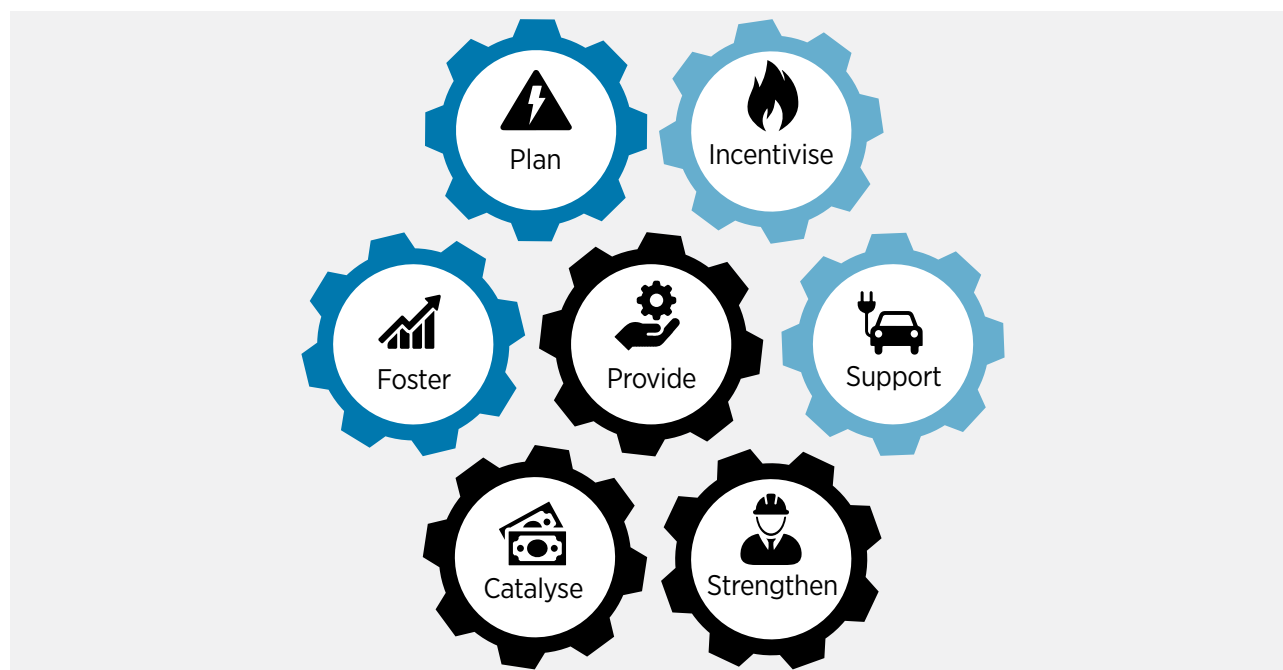 Plan
Incentivise
Foster
Provide
Support
Catalyse
Strengthen